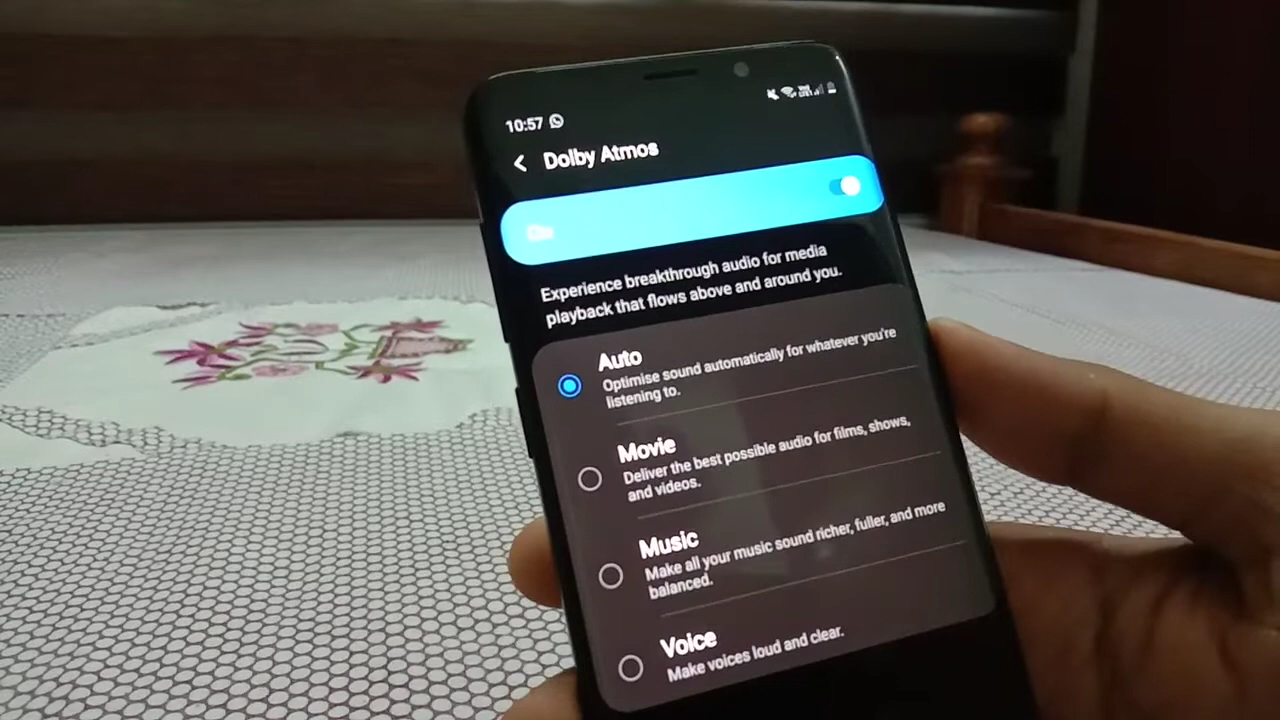 10:57
Dolby Atmos
On
Experience breakthrough audio for media
playback that flows above and around you.
Auto
Optimise sound automatically for whatever you're
listening to.
Movie
Deliver the best possible audio for films, shows,
and videos.
Music
Make all your music sound richer, fuller, and more
balanced.
Voice
Make voices loud and clear.